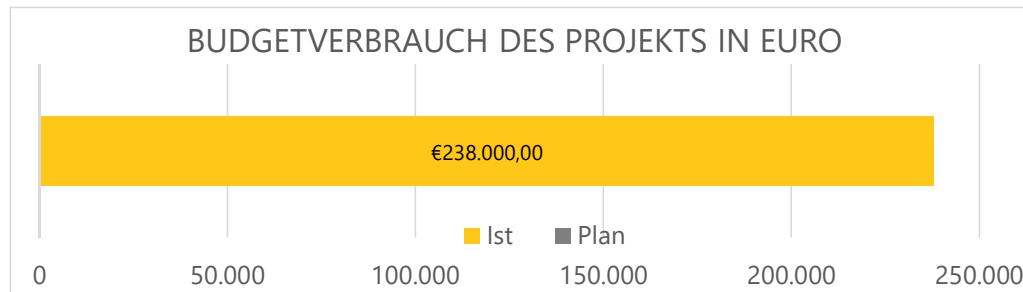 BUDGETVERBRAUCH DES PROJEKTS IN EURO
€238.000,00
Ist Plan
0 50.000 100.000 150.000 200.000 250.000